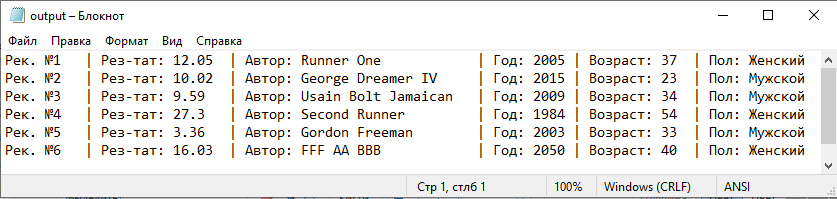 output – Блокнот
Файл Правка Формат Вид Справка
Рек. №1 | Рез-тат: 12.05 | Автор: Runner One | Год: 2005 | Возраст: 37 | Пол: Женский
Рек. №2 | Рез-тат: 10.02 | Автор: George Dreamer IV | Год: 2015 | Возраст: 23 | Пол: Мужской
Рек. №3 | Рез-тат: 9.59 | Автор: Usain Bolt Jamaican | Год: 2009 | Возраст: 34 | Пол: Мужской
Рек. №4 | Рез-тат: 27.3 | Автор: Second Runner | Год: 1984 | Возраст: 54 | Пол: Женский
Рек. №5 | Рез-тат: 3.36 | Автор: Gordon Freeman | Год: 2003 | Возраст: 33 | Пол: Мужской
Рек. №6 | Рез-тат: 16.03 | Автор: FFF AA BBB | Год: 2050 | Возраст: 40 | Пол: Женский
Стр 1, стлб 1 100% Windows (CRLF) ANSI